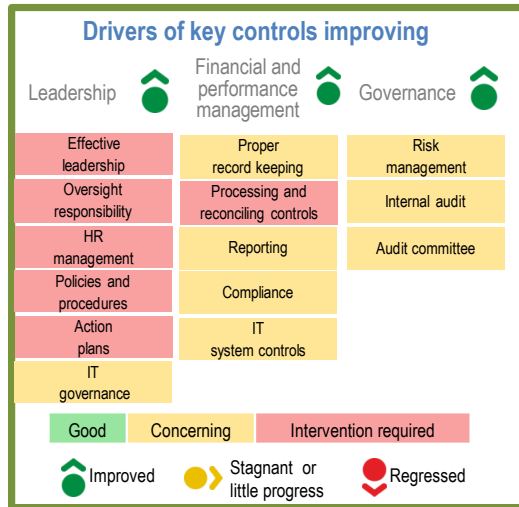 Drivers of key controls improving
Leadership
Financial and
performance
management
Governance
Effective
leadership
Oversight
responsibility
HR
management
Policies and
procedures
Action
plans
IT
governance
Proper
record keeping
Processing and
reconciling controls
Reporting
Compliance
IT
system controls
Risk
management
Internal audit
Audit committee
Good
Concerning
Intervention required
Improved
Stagnant or
little progress
Regressed